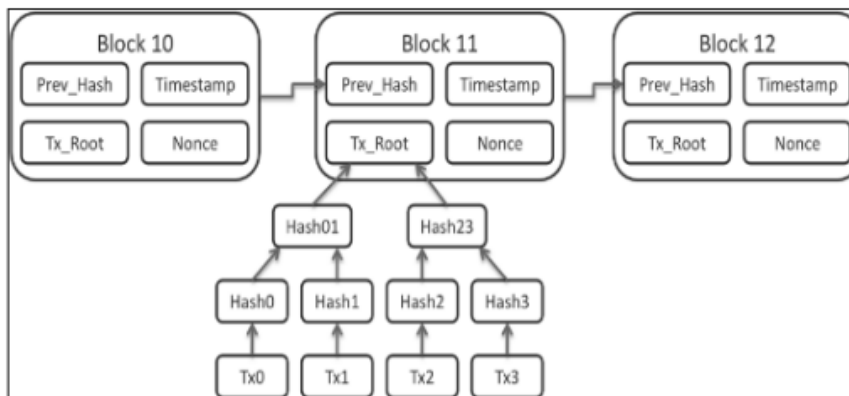 Block 10 Block 11 Block 12
Prev_Hash Timestamp Prev_Hash Timestamp Prev_Hash Timestamp
Tx_Root Nonce Tx_Root Nonce Tx_Root Nonce
Hash01 Hash23
Hash0 Hash1 Hash2 Hash3
Tx0 Tx1 Tx2 Tx3